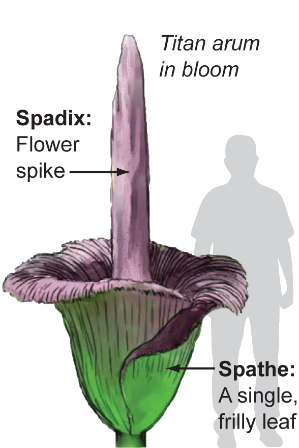 Titan arum
in bloom
Spadix:
Flower
spike
Spathe:
A single,
frilly leaf